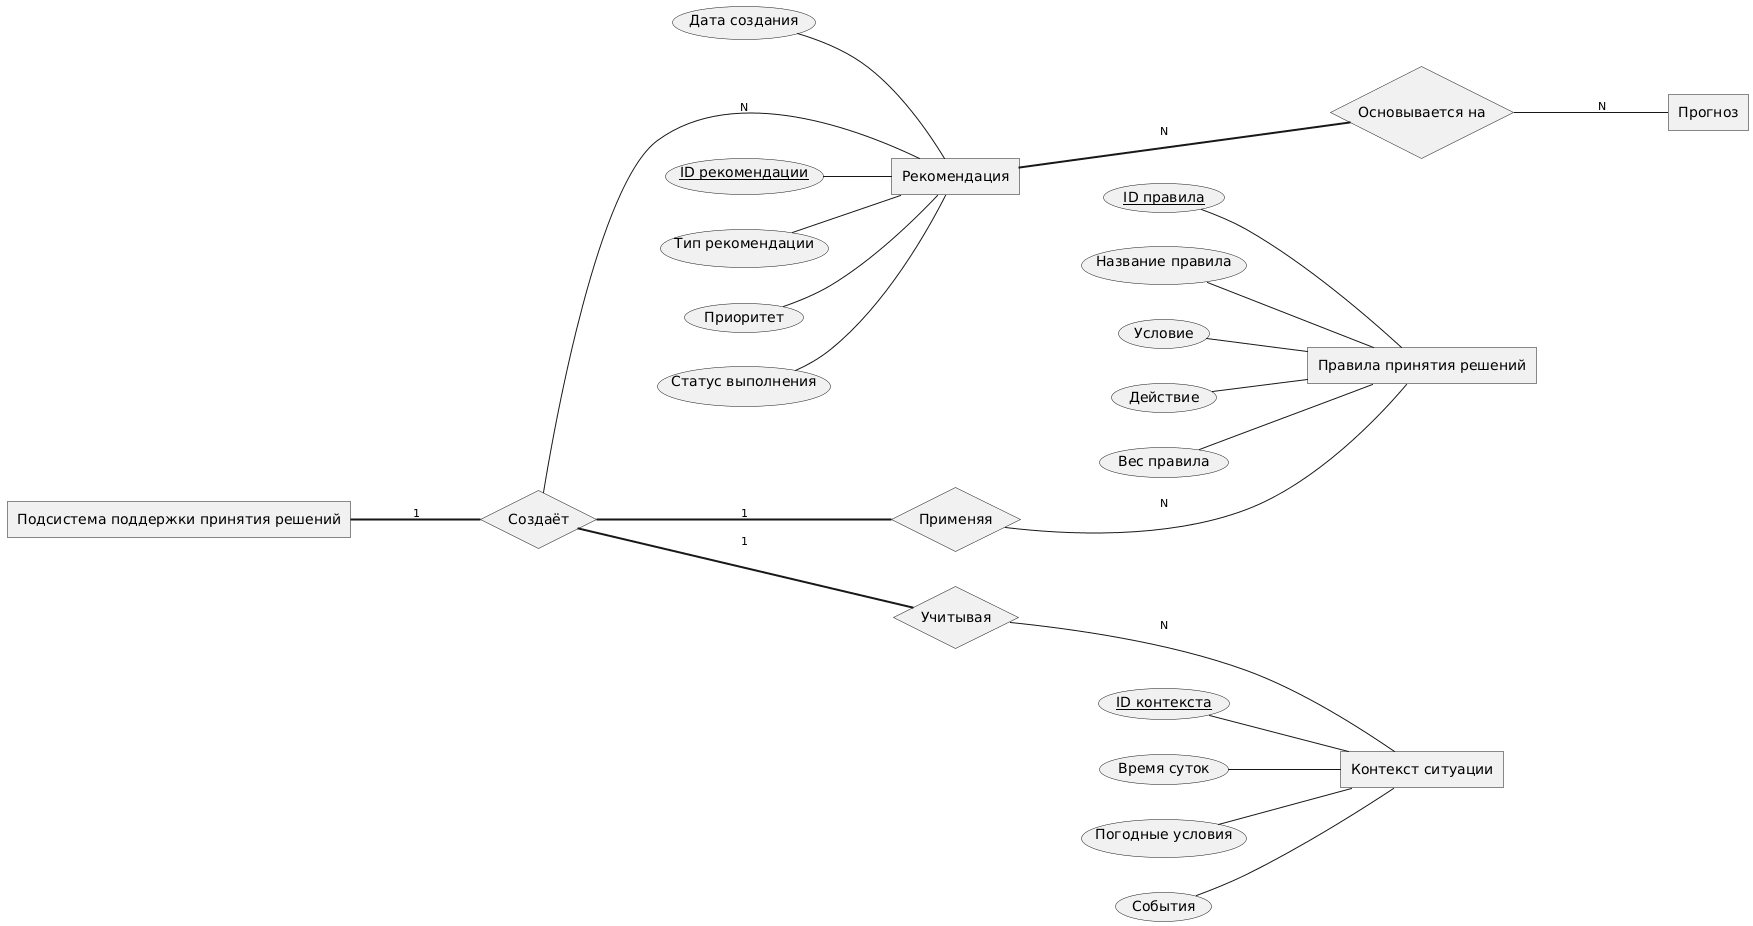 Дата создания
N
Основывается на
N
Прогноз
N
ID рекомендации
Рекомендация
ID правила
Тип рекомендации
Название правила
Приоритет
Условие
Правила принятия решений
Статус выполнения
Действие
Вес правила
N
Подсистема поддержки принятия решений
1
Создаёт
1
Применяя
1
Учитывая
N
ID контекста
Время суток
Контекст ситуации
Погодные условия
События